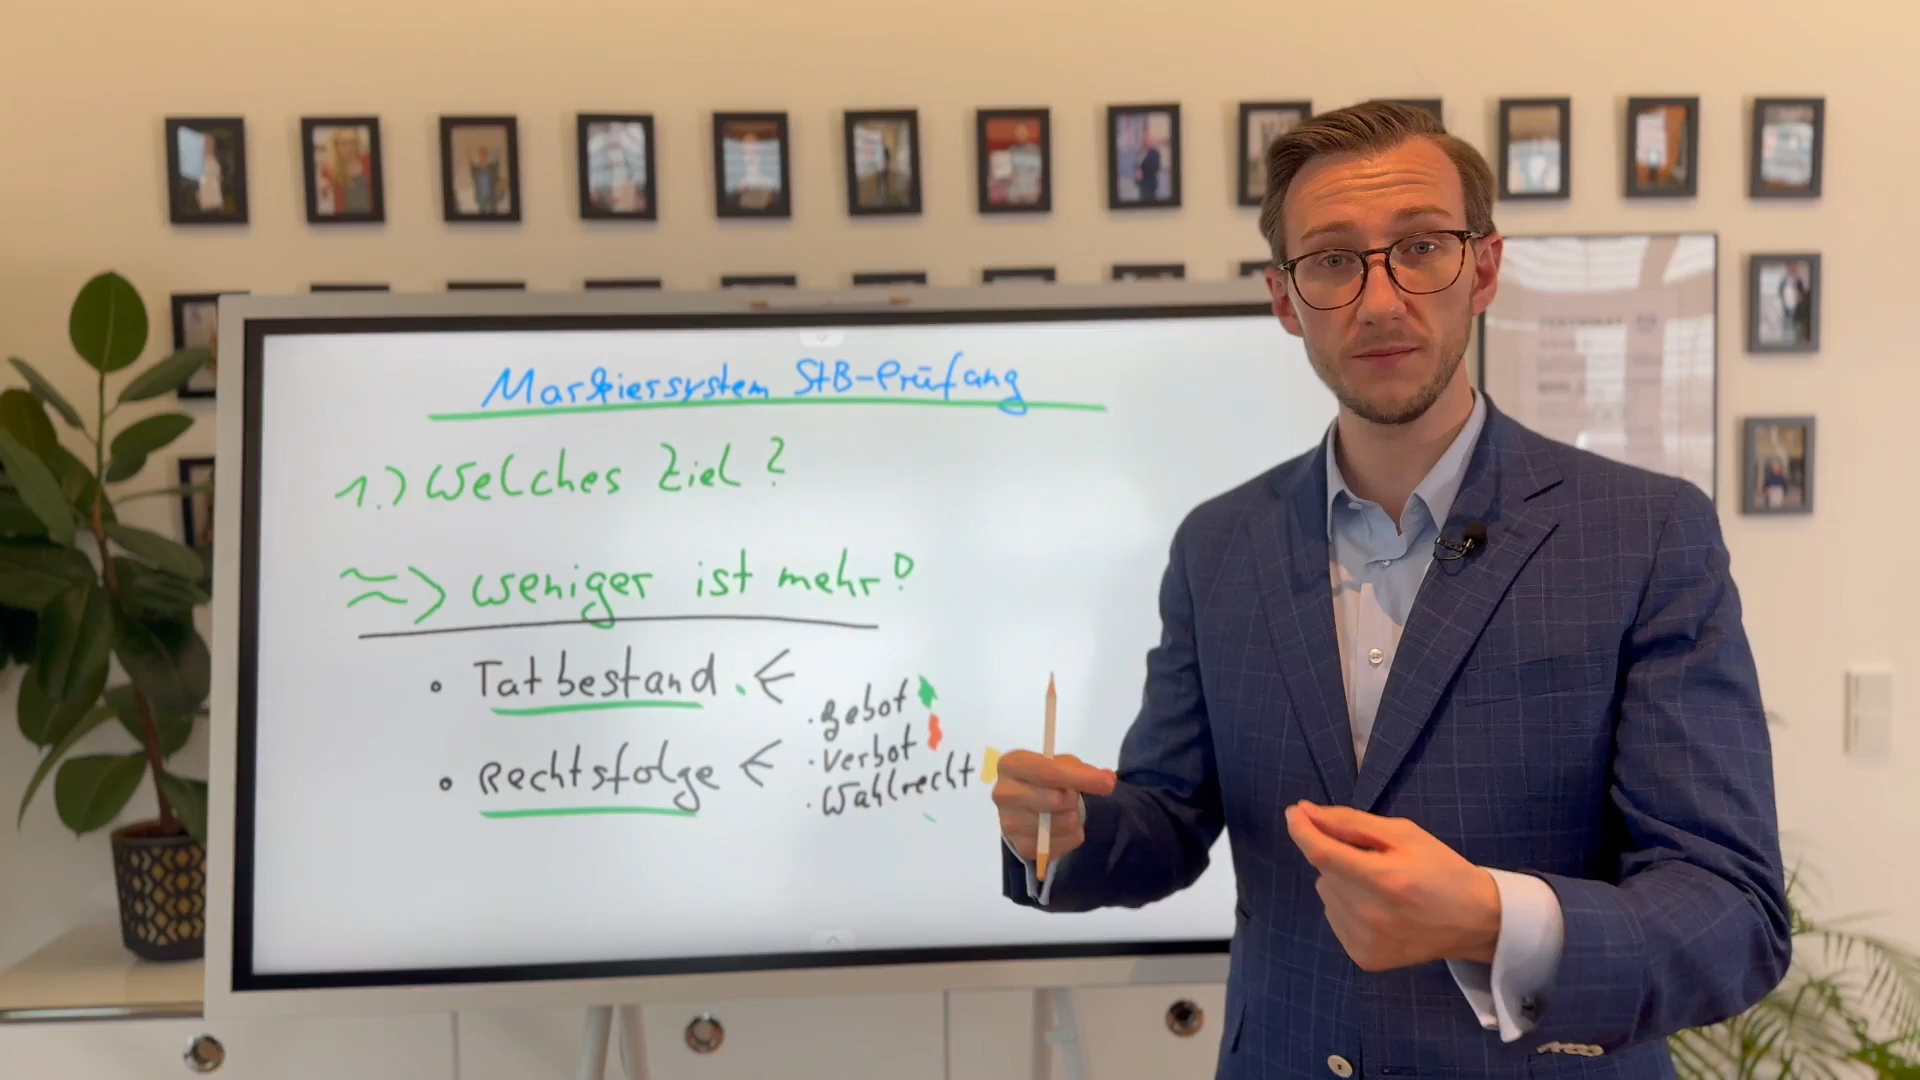 Markiersystem StB-Prüfung
1.) Welches Ziel?
=> weniger ist mehr!
• Tatbestand <
• Rechtsfolge <
· Gebot
· Verbot
· Wahlrecht